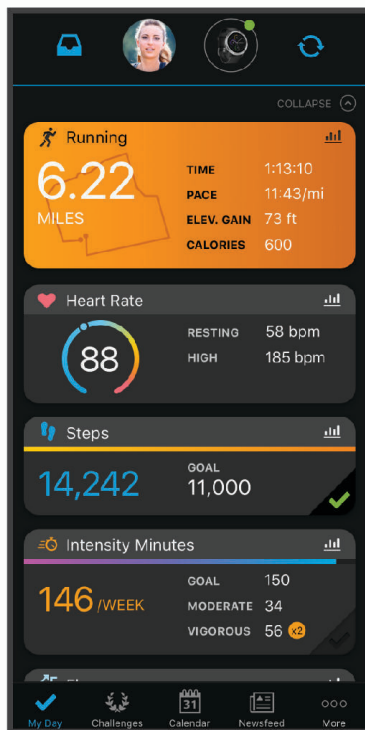 COLLAPSE
Running
6.22
MILES
TIME 1:13:10
PACE 11:43/mi
ELEV. GAIN 73 ft
CALORIES 600
Heart Rate
88
RESTING 58 bpm
HIGH 185 bpm
Steps
14,242
GOAL
11,000
Intensity Minutes
146 /WEEK
GOAL 150
MODERATE 34
VIGOROUS 56 x2
31
My Day Challenges Calendar Newsfeed More